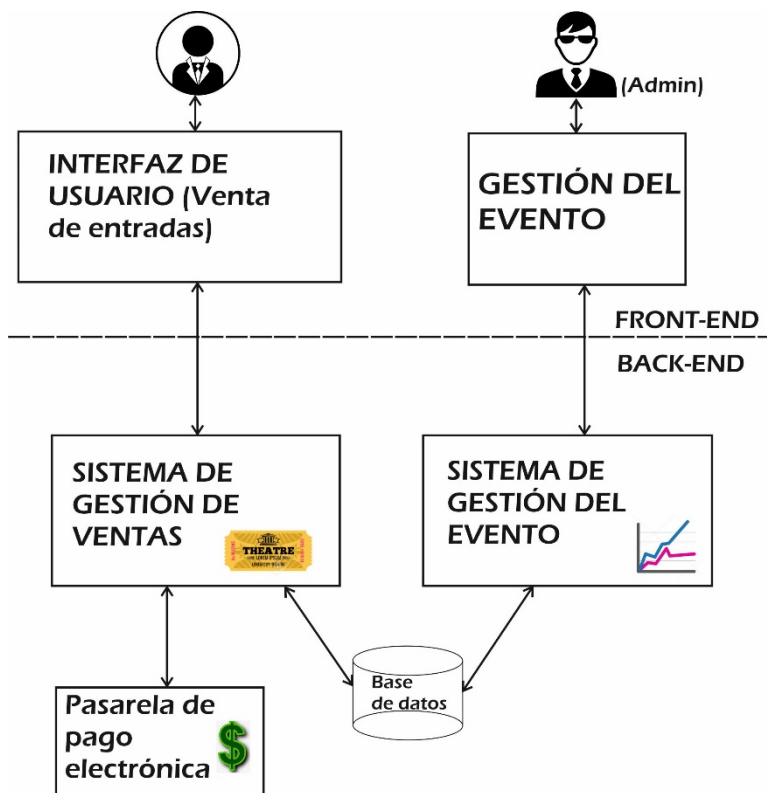 (Admin)
INTERFAZ DE
USUARIO (Venta
de entradas)
GESTIÓN DEL
EVENTO
FRONT-END
BACK-END
SISTEMA DE
GESTIÓN DE
VENTAS
THEATRE
SISTEMA DE
GESTIÓN DEL
EVENTO
Base
de datos
Pasarela de
pago
electrónica
$